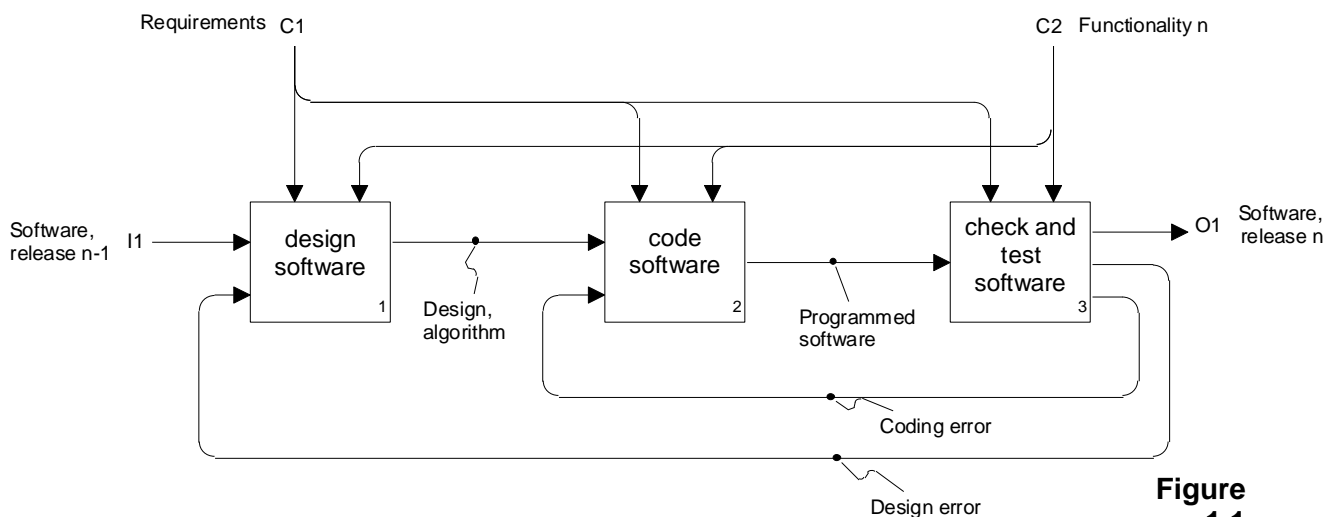 Requirements C1
C2 Functionality n
Software,
release n-1
I1
design
software
1
Design,
algorithm
code
software
2
Programmed
software
check and
test
software
3
O1
Software,
release n
Coding error
Design error
Figure